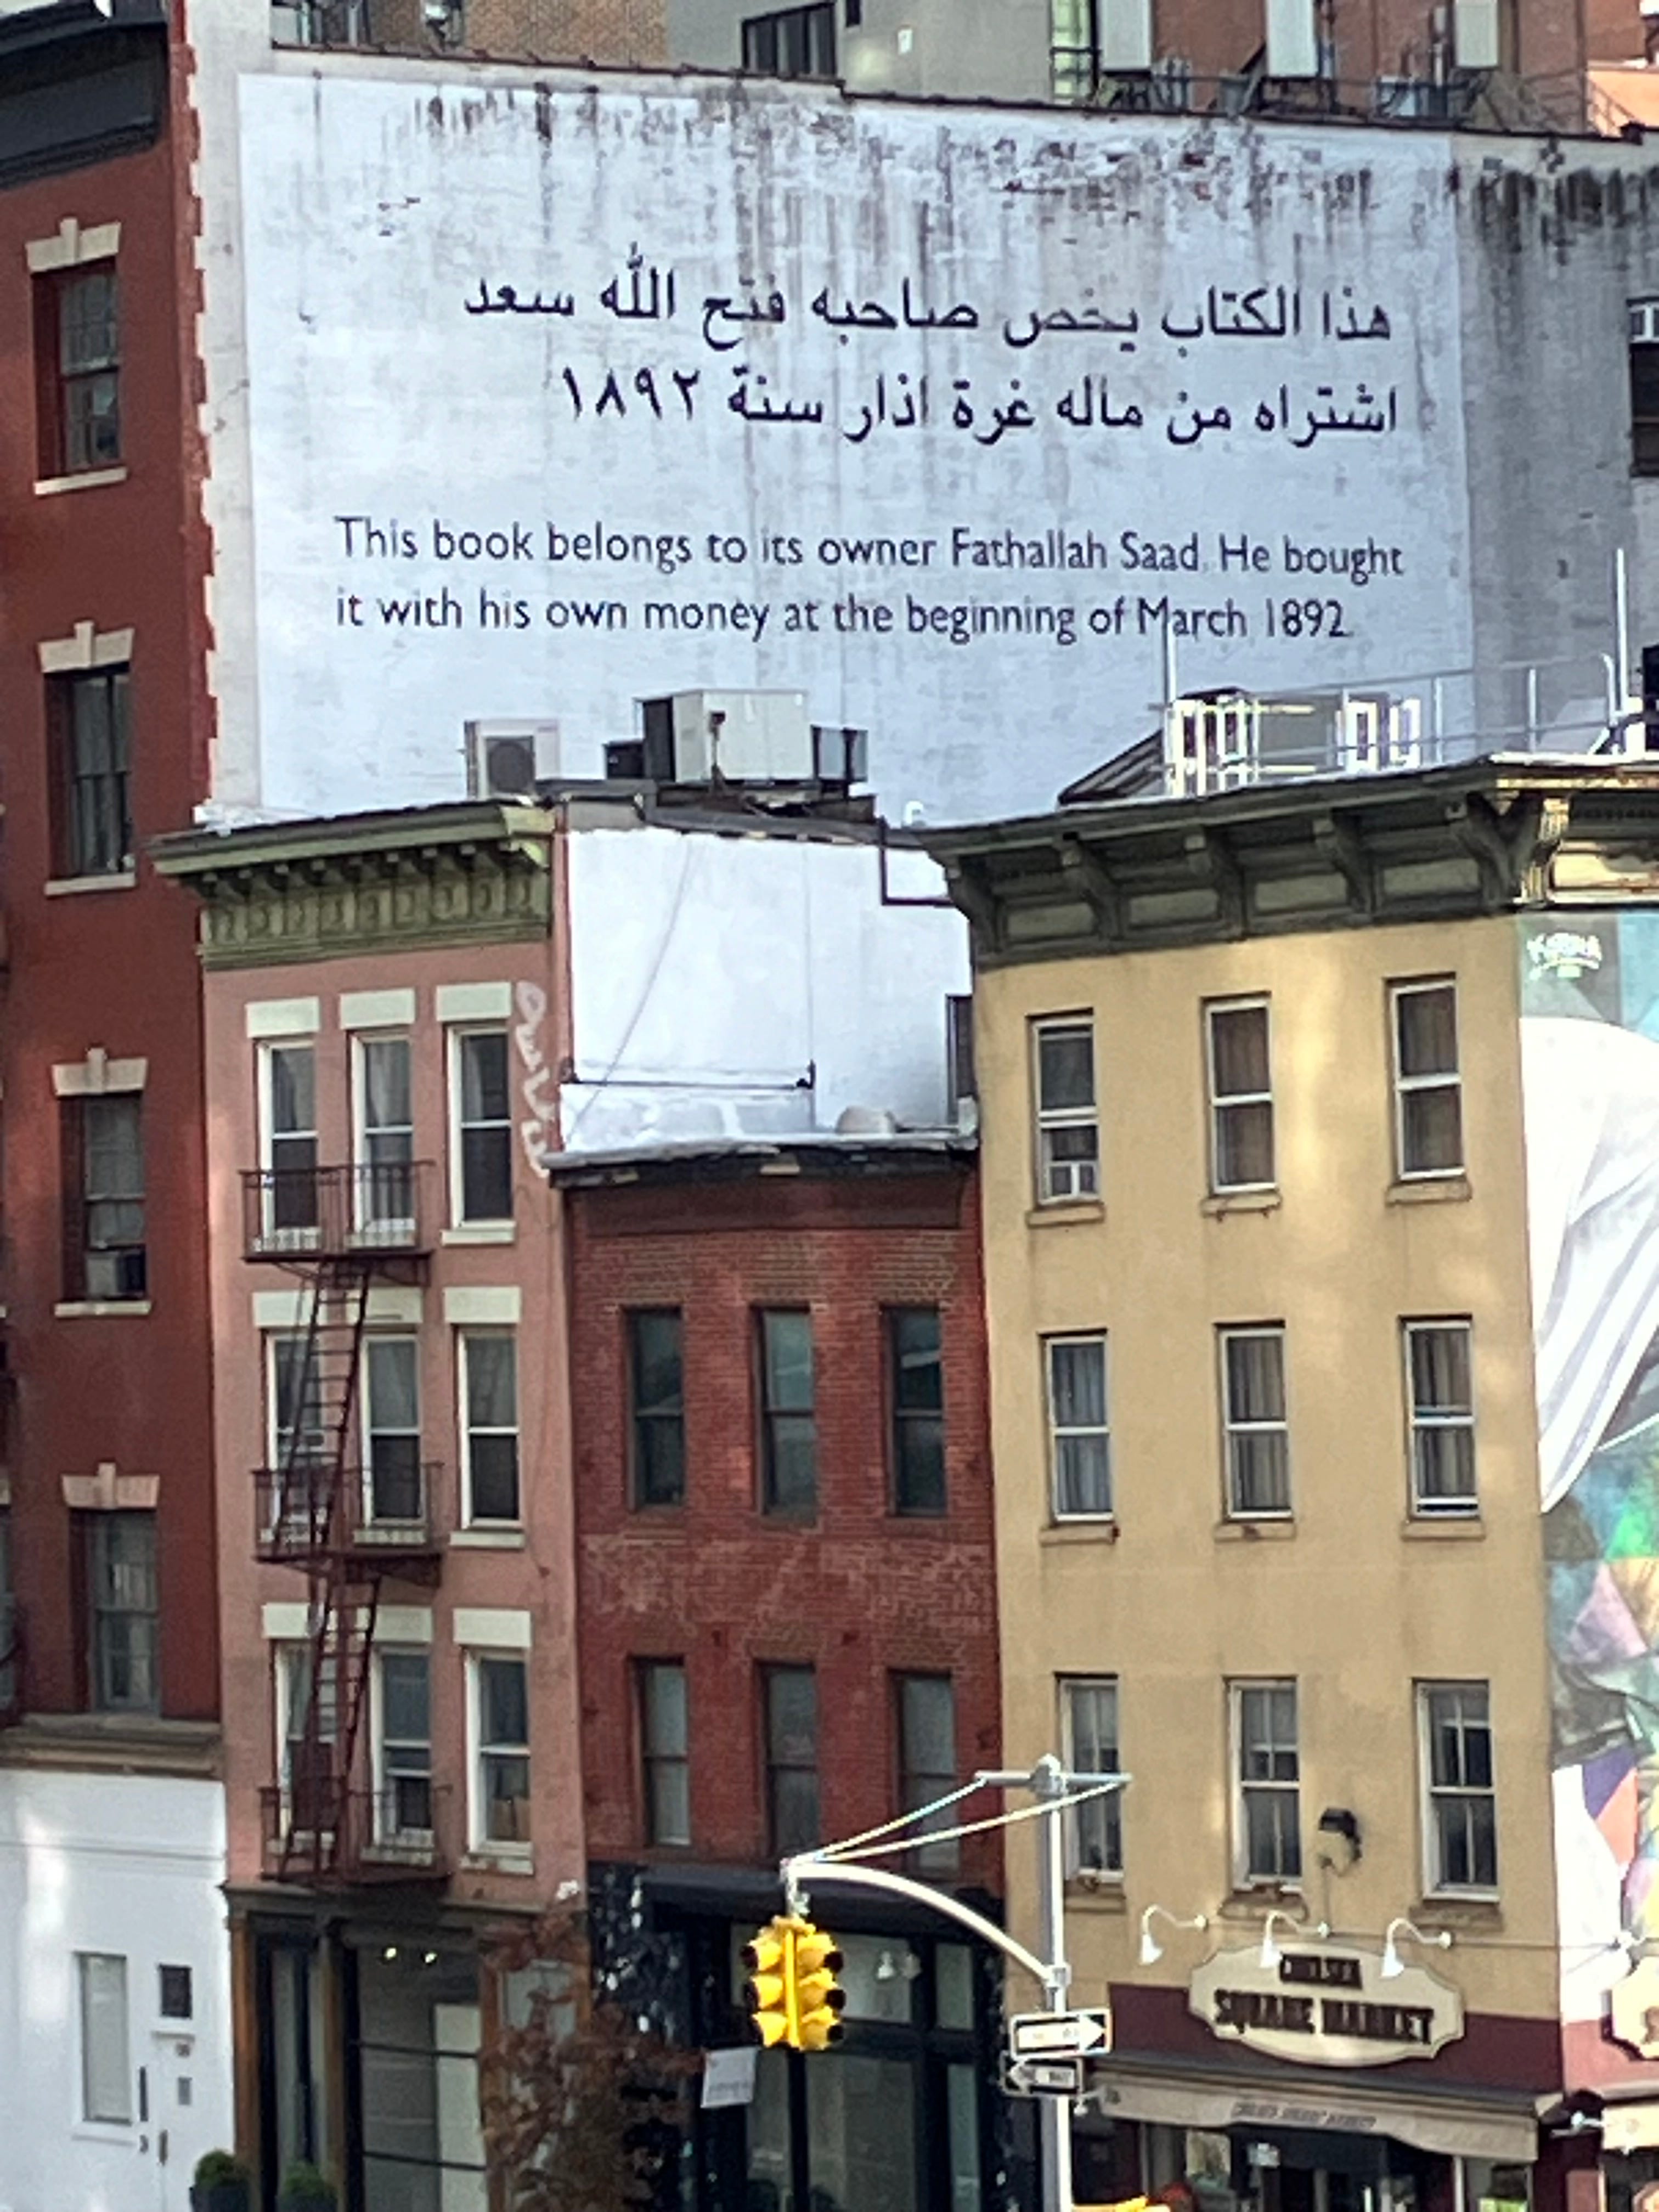 هذا الكتاب يخص صاحبه فتح الله سعد
اشتراه من ماله غرة اذار سنة ١٨٩٢
This book belongs to its owner Fathallah Saad. He bought
it with his own money at the beginning of March 1892.
SQUARE MARKET